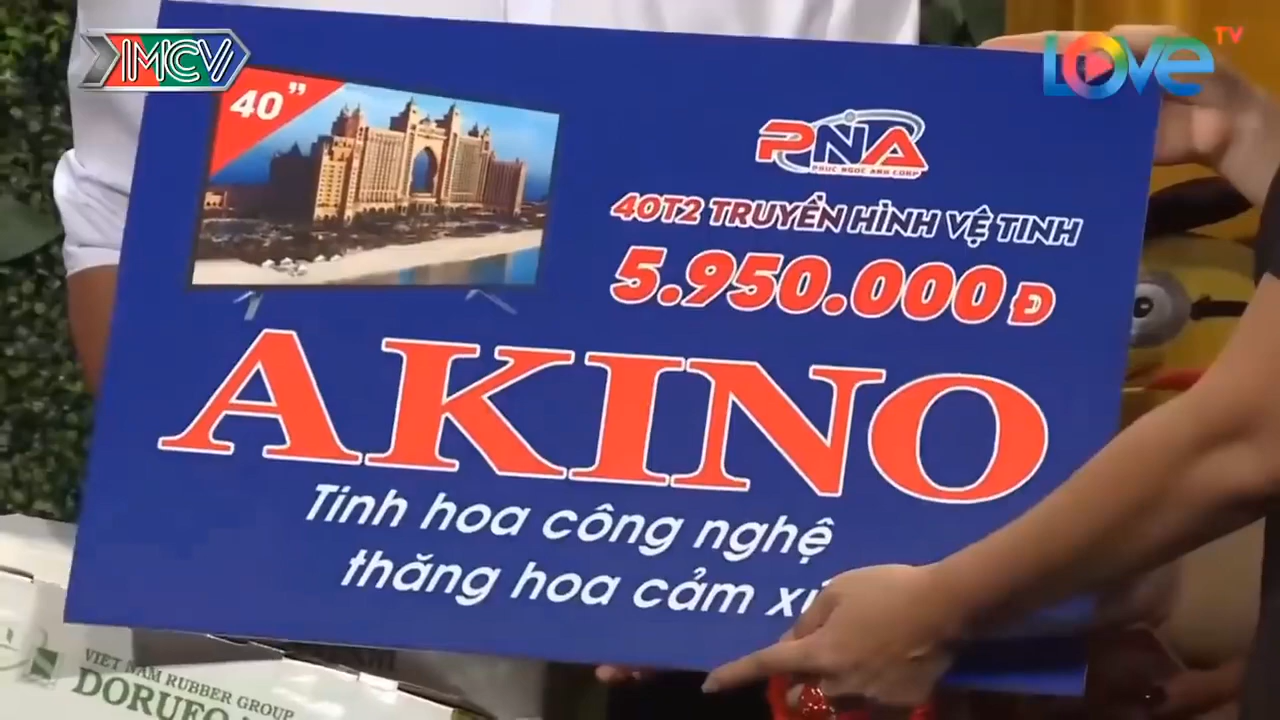 MCV
LOVE TV
40”
PNA
PHUC NGOC ANH CORP
40T2 TRUYỀN HÌNH VỆ TINH
5.950.000 Đ
AKINO
Tinh hoa công nghệ
thăng hoa cảm
VIET NAM RUBBER GROUP